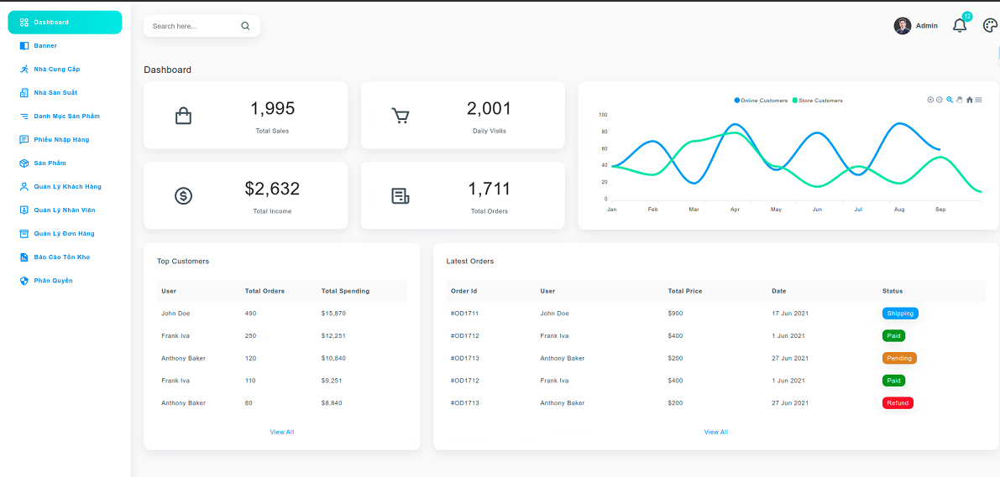 Dashboard
Banner
Nhà Cung Cấp
Nhà Sản Suất
Danh Mục Sản Phẩm
Phiếu Nhập Hàng
Sản Phẩm
Quản Lý Khách Hàng
Quản Lý Nhân Viên
Quản Lý Đơn Hàng
Báo Cáo Tồn Kho
Phân Quyền
Search here...
Admin
12
Dashboard
1,995
Total Sales
2,001
Daily Visits
$2,632
Total Income
1,711
Total Orders
Online Customers Store Customers
100
80
60
40
20
0
Jan Feb Mar Apr May Jun Jul Aug Sep
Top Customers
User Total Orders Total Spending
John Doe 490 $15,870
Frank Iva 250 $12,251
Anthony Baker 120 $10,840
Frank Iva 110 $9,251
Anthony Baker 80 $8,840
View All
Latest Orders
Order Id User Total Price Date Status
#OD1711 John Doe $900 17 Jun 2021 Shipping
#OD1712 Frank Iva $400 1 Jun 2021 Paid
#OD1713 Anthony Baker $200 27 Jun 2021 Pending
#OD1712 Frank Iva $400 1 Jun 2021 Paid
#OD1713 Anthony Baker $200 27 Jun 2021 Refund
View All